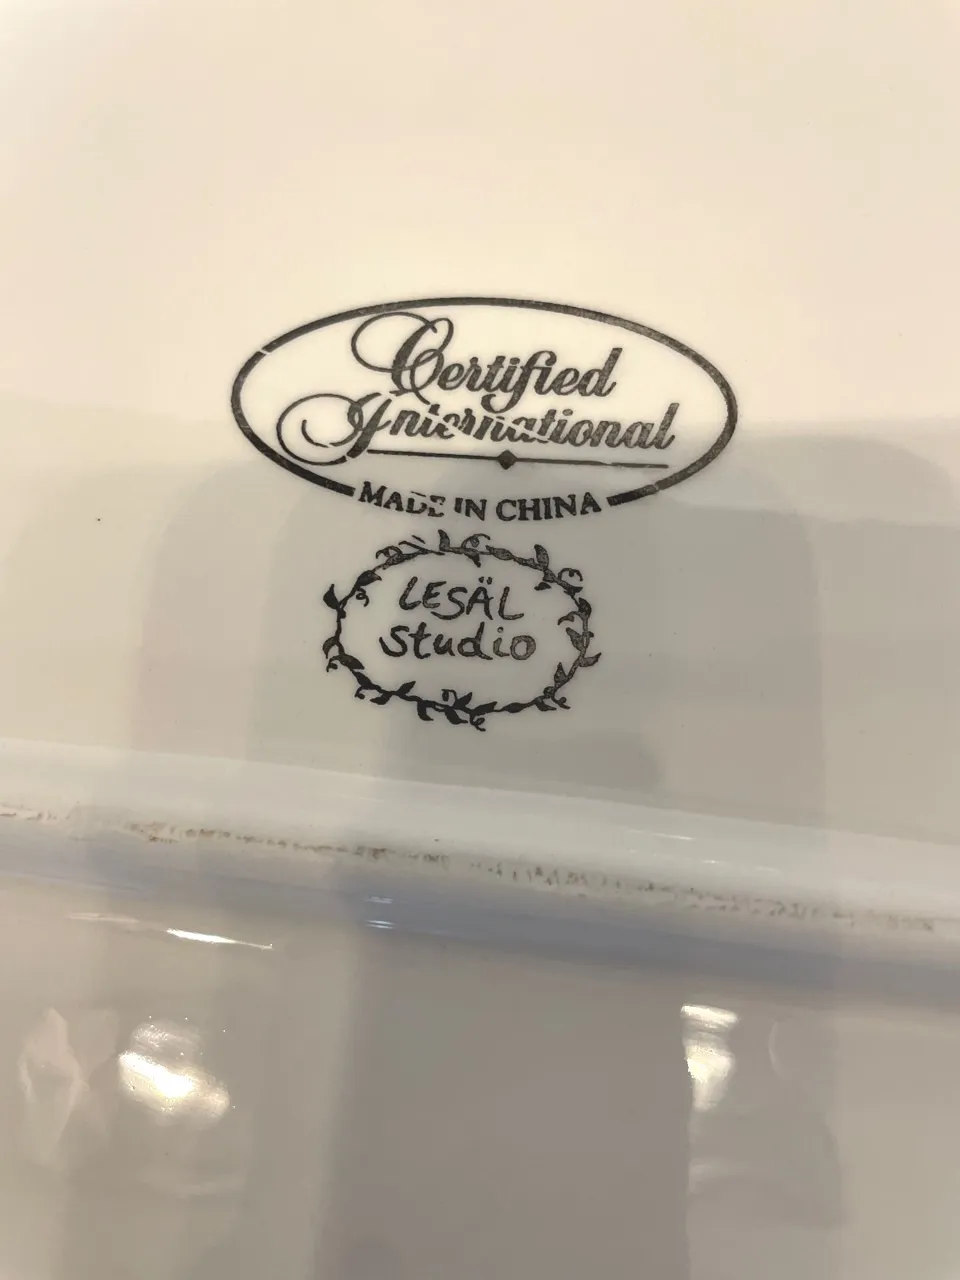 Certified
International
MADE IN CHINA
LESÄL
Studio